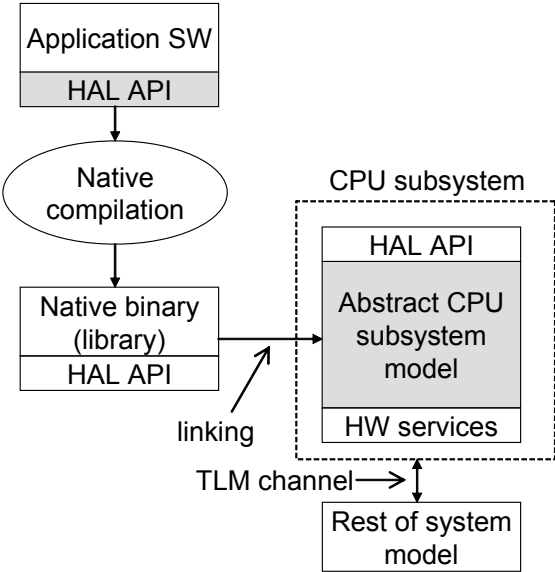 Application SW
HAL API
Native
compilation
Native binary
(library)
HAL API
linking
CPU subsystem
HAL API
Abstract CPU
subsystem
model
HW services
TLM channel
Rest of system
model